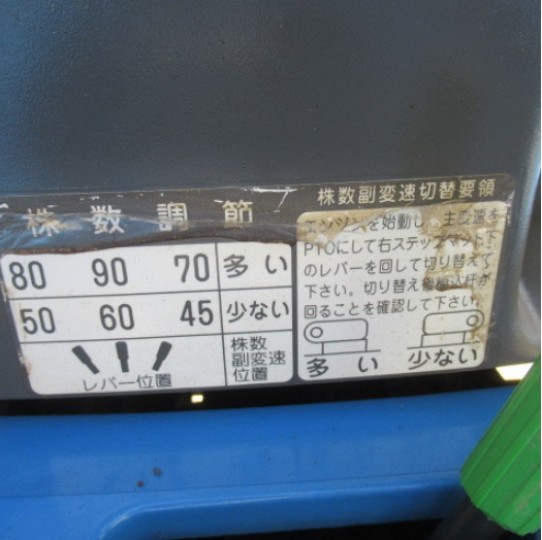 株数調節
80 90 70 多い
50 60 45 少ない
レバー位置
株数
副変速
位置
株数副変速切替要領
エンジンを始動し、主変速を
PTOにして右ステップマット下
のレバーを回して切り替えて
下さい。切り替え後植込杆が
回ることを確認して下さい。
多い 少ない